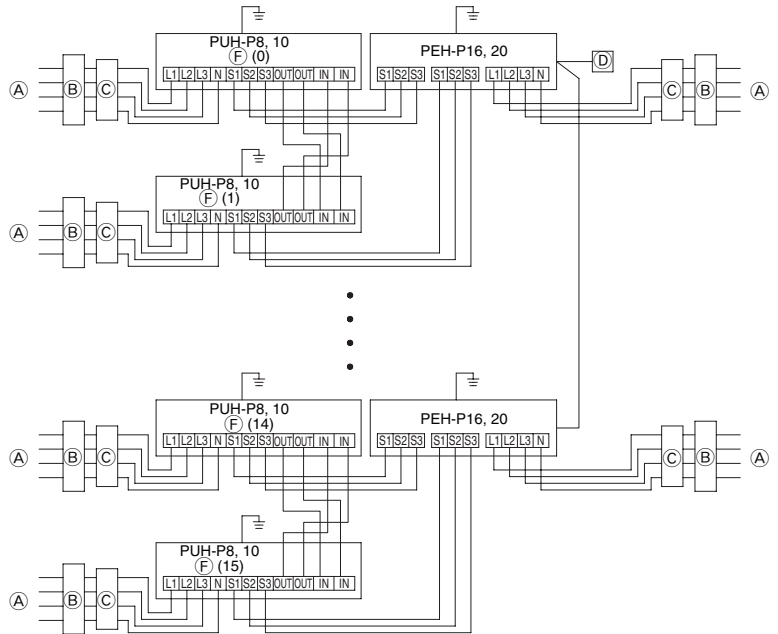 PUH-P8, 10
Ⓕ (0)
L1 L2 L3 N S1 S2 S3 OUT OUT IN IN
PEH-P16, 20
S1 S2 S3 S1 S2 S3 L1 L2 L3 N
Ⓓ
Ⓐ Ⓑ Ⓒ
Ⓒ Ⓑ Ⓐ
PUH-P8, 10
Ⓕ (1)
L1 L2 L3 N S1 S2 S3 OUT OUT IN IN
Ⓐ Ⓑ Ⓒ
PUH-P8, 10
Ⓕ (14)
L1 L2 L3 N S1 S2 S3 OUT OUT IN IN
PEH-P16, 20
S1 S2 S3 S1 S2 S3 L1 L2 L3 N
Ⓐ Ⓑ Ⓒ
Ⓒ Ⓑ Ⓐ
PUH-P8, 10
Ⓕ (15)
L1 L2 L3 N S1 S2 S3 OUT OUT IN IN
Ⓐ Ⓑ Ⓒ